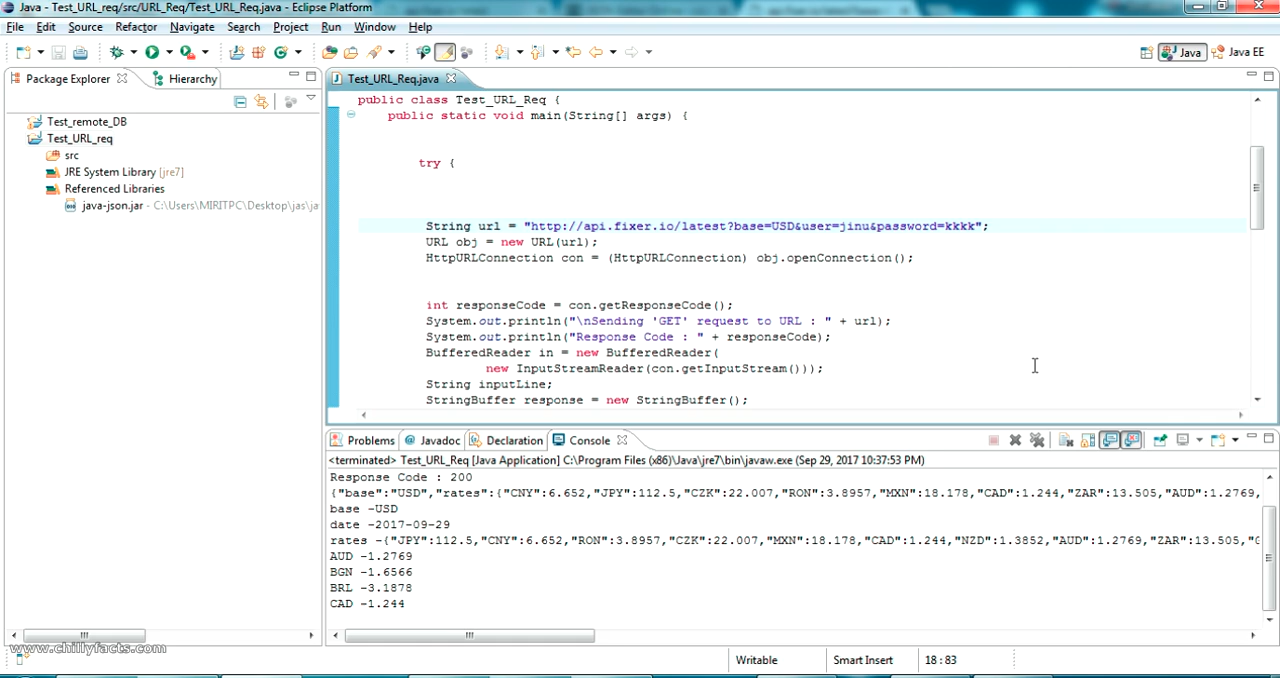 Java - Test_URL_req/src/URL_Req/Test_URL_Req.java - Eclipse Platform
File Edit Source Refactor Navigate Search Project Run Window Help
Java Java EE
Package Explorer Hierarchy
Test_remote_DB
Test_URL_req
src
JRE System Library [jre7]
Referenced Libraries
java-json.jar - C:\Users\MIRITPC\Desktop\jas\ja
Test_URL_Req.java
public class Test_URL_Req {
public static void main(String[] args) {
try {
String url = "http://api.fixer.io/latest?base=USD&user=jinu&password=kkkk";
URL obj = new URL(url);
HttpURLConnection con = (HttpURLConnection) obj.openConnection();
int responseCode = con.getResponseCode();
System.out.println("\nSending 'GET' request to URL : " + url);
System.out.println("Response Code : " + responseCode);
BufferedReader in = new BufferedReader(
new InputStreamReader(con.getInputStream()));
String inputLine;
StringBuffer response = new StringBuffer();
Problems Javadoc Declaration Console
<terminated> Test_URL_Req [Java Application] C:\Program Files (x86)\Java\jre7\bin\javaw.exe (Sep 29, 2017 10:37:53 PM)
Response Code : 200
{"base":"USD","rates":{"CNY":6.652,"JPY":112.5,"CZK":22.007,"RON":3.8957,"MXN":18.178,"CAD":1.244,"ZAR":13.505,"AUD":1.2769,
base -USD
date -2017-09-29
rates -{"JPY":112.5,"CNY":6.652,"RON":3.8957,"CZK":22.007,"MXN":18.178,"CAD":1.244,"NZD":1.3852,"AUD":1.2769,"ZAR":13.505,"
AUD -1.2769
BGN -1.6566
BRL -3.1878
CAD -1.244
www.chillyfacts.com
Writable Smart Insert 18 : 83